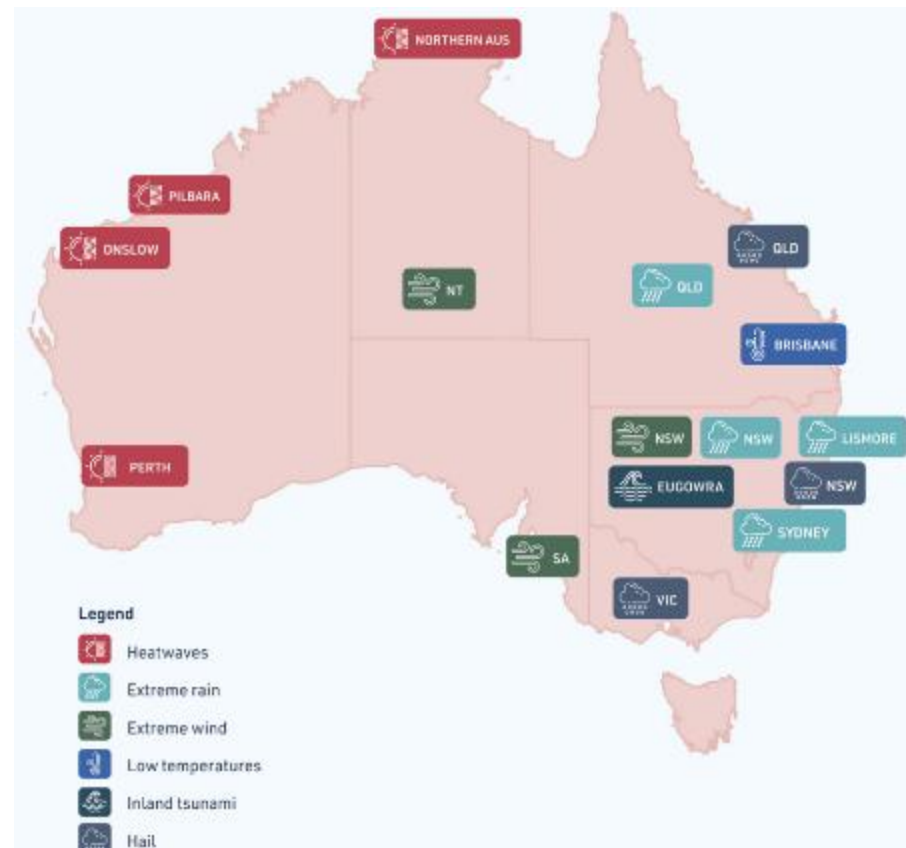 NORTHERN AUS
PILBARA
ONSLOW
QLD
NT
QLD
BRISBANE
PERTH
NSW
NSW
LISMORE
EUGOWRA
NSW
SYDNEY
SA
VIC
Legend
Heatwaves
Extreme rain
Extreme wind
Low temperatures
Inland tsunami
Hail